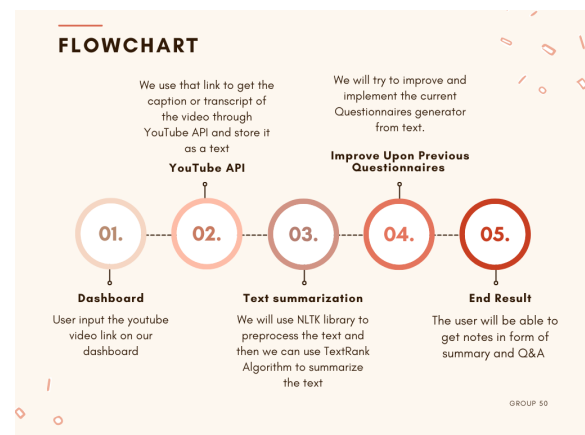 FLOWCHART
We use that link to get the
caption or transcript of
the video through
YouTube API and store it
as a text
YouTube API
We will try to improve and
implement the current
Questionnaires generator
from text.
Improve Upon Previous
Questionnaires
01.
02.
03.
04.
05.
Dashboard
User input the youtube
video link on our
dashboard
Text summarization
We will use NLTK library to
preprocess the text and
then we can use TextRank
Algorithm to summarize
the text
End Result
The user will be able to
get notes in form of
summary and Q&A
GROUP 50